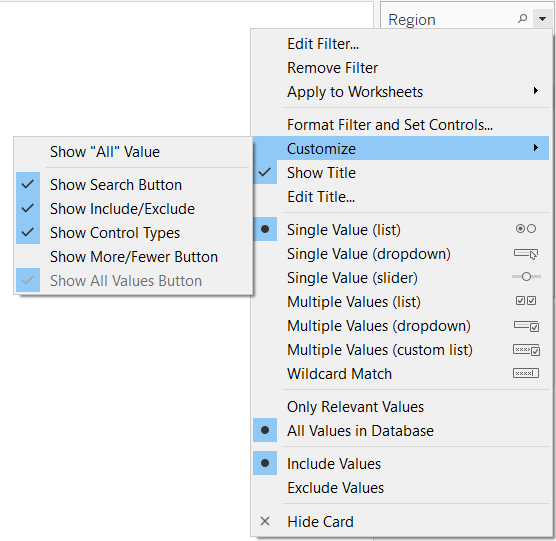 Region
Edit Filter...
Remove Filter
Apply to Worksheets
Format Filter and Set Controls...
Customize
Show Title
Edit Title...
Single Value (list)
Single Value (dropdown)
Single Value (slider)
Multiple Values (list)
Multiple Values (dropdown)
Multiple Values (custom list)
Wildcard Match
Only Relevant Values
All Values in Database
Include Values
Exclude Values
Hide Card
Show "All" Value
Show Search Button
Show Include/Exclude
Show Control Types
Show More/Fewer Button
Show All Values Button